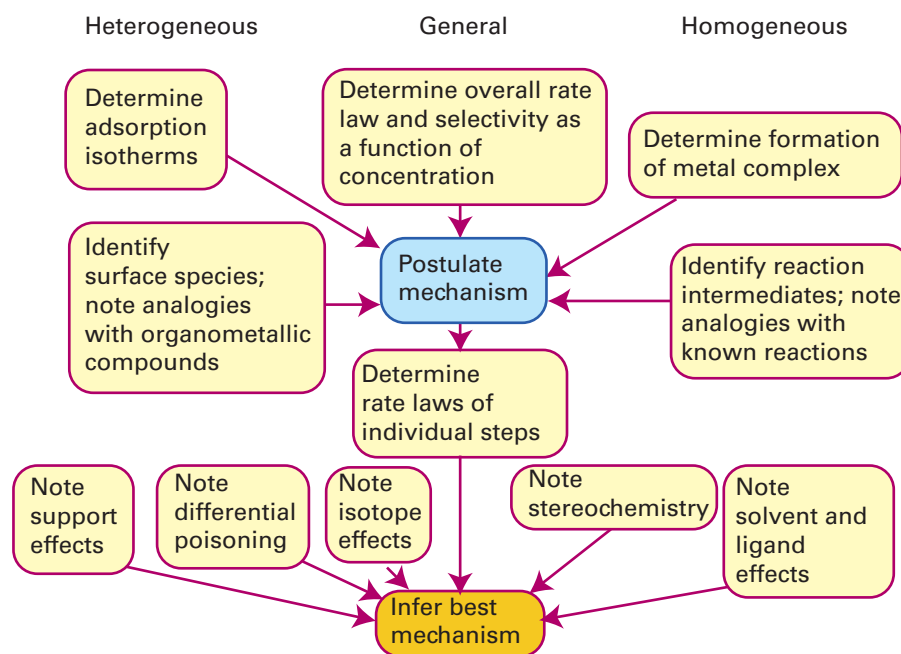 Heterogeneous
General
Homogeneous
Determine
adsorption
isotherms
Determine overall rate
law and selectivity as
a function of
concentration
Determine formation
of metal complex
Identify
surface species;
note analogies
with organometallic
compounds
Postulate
mechanism
Identify reaction
intermediates; note
analogies with
known reactions
Determine
rate laws of
individual steps
Note
support
effects
Note
differential
poisoning
Note
isotope
effects
Note
stereochemistry
Note
solvent and
ligand
effects
Infer best
mechanism